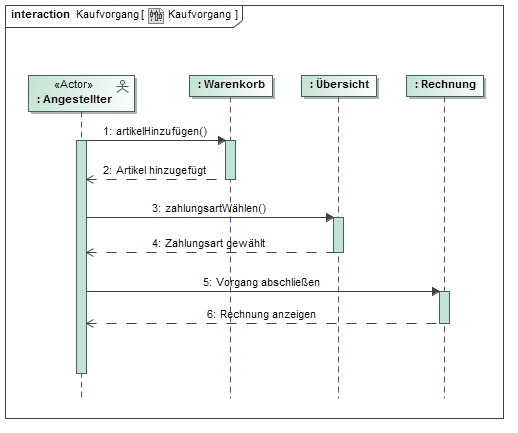 interaction Kaufvorgang [ Kaufvorgang ]
«Actor»
: Angestellter
: Warenkorb
: Übersicht
: Rechnung
1: artikelHinzufügen()
2: Artikel hinzugefügt
3: zahlungsartWählen()
4: Zahlungsart gewählt
5: Vorgang abschließen
6: Rechnung anzeigen